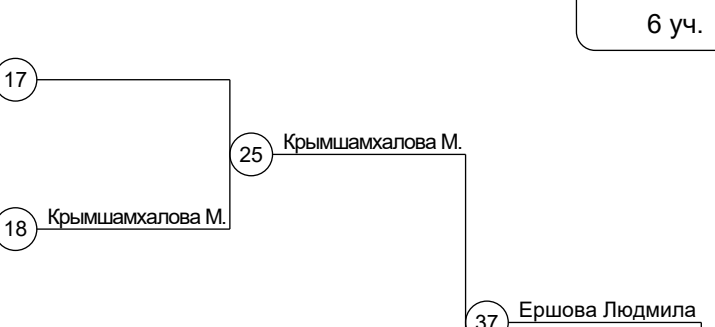 6 уч.
17
25 Крымшамхалова М.
18 Крымшамхалова М.
37 Ершова Людмила